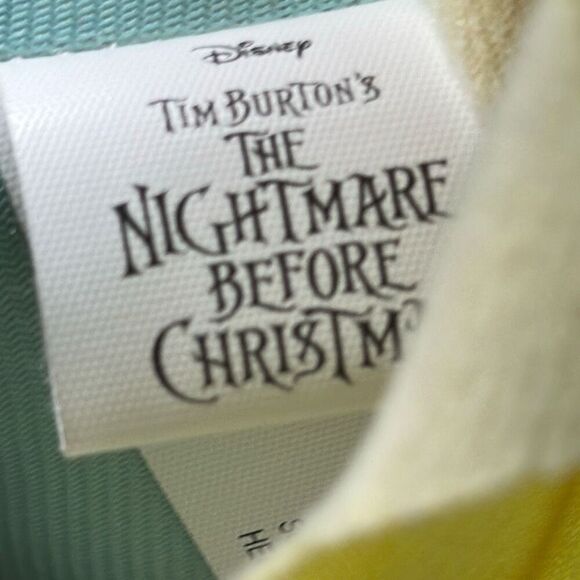 Disney
TIM BURTON'S
THE
NIGHTMARE
BEFORE
CHRISTM